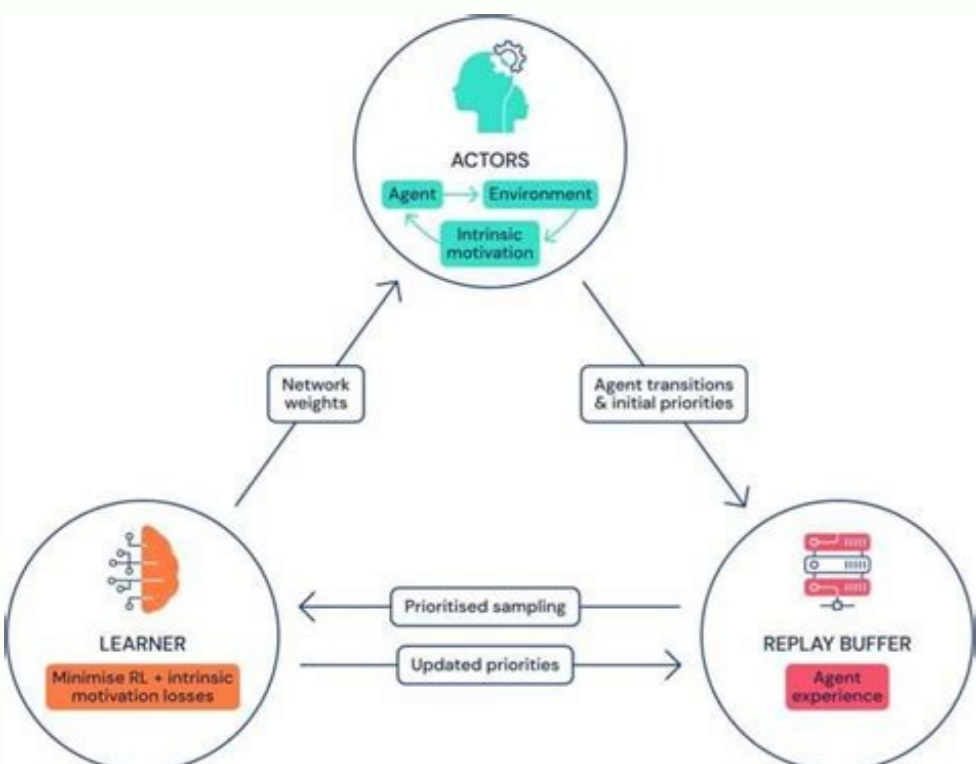 ACTORS
Agent
Environment
Intrinsic
motivation
Network
weights
Agent transitions
& initial priorities
Prioritised sampling
Updated priorities
LEARNER
Minimise RL + intrinsic
motivation losses
REPLAY BUFFER
Agent
experience